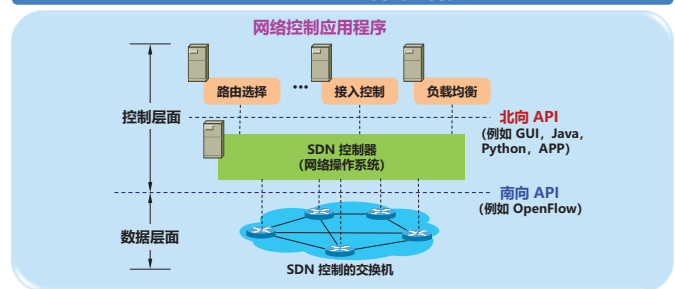 网络控制应用程序
路由选择
...
接入控制
负载均衡
控制层面
北向 API
(例如 GUI，Java，
Python，APP)
SDN 控制器
(网络操作系统)
南向 API
(例如 OpenFlow)
数据层面
SDN 控制的交换机